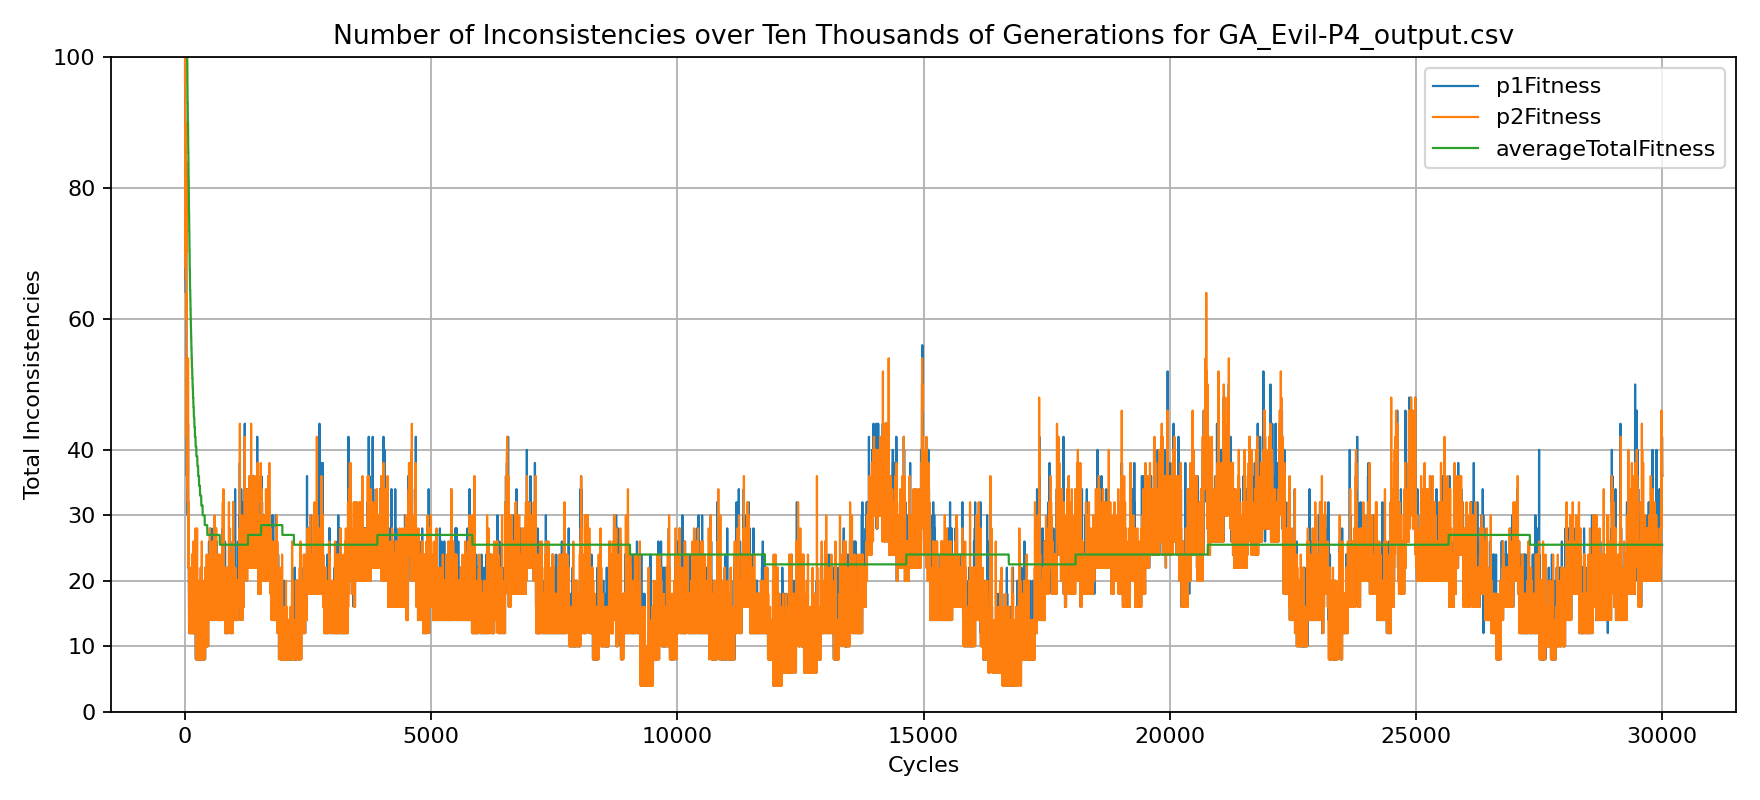 Number of Inconsistencies over Ten Thousands of Generations for GA_Evil-P4_output.csv
p1Fitness
p2Fitness
averageTotalFitness
Total Inconsistencies
100
80
60
40
30
20
10
0
0 5000 10000 15000 20000 25000 30000
Cycles